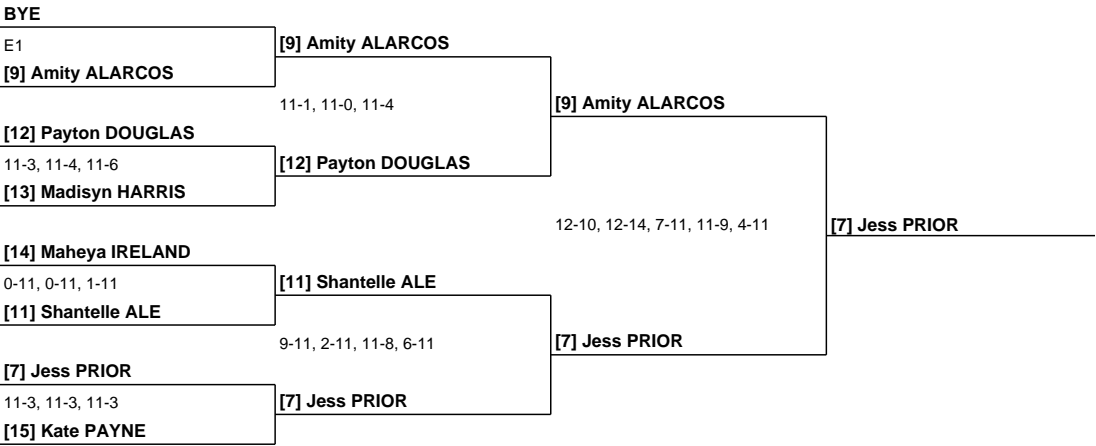 BYE
E1
[9] Amity ALARCOS
[9] Amity ALARCOS
11-1, 11-0, 11-4
[9] Amity ALARCOS
[12] Payton DOUGLAS
11-3, 11-4, 11-6
[12] Payton DOUGLAS
[13] Madisyn HARRIS
12-10, 12-14, 7-11, 11-9, 4-11
[7] Jess PRIOR
[14] Maheya IRELAND
0-11, 0-11, 1-11
[11] Shantelle ALE
[11] Shantelle ALE
9-11, 2-11, 11-8, 6-11
[7] Jess PRIOR
[7] Jess PRIOR
11-3, 11-3, 11-3
[7] Jess PRIOR
[15] Kate PAYNE